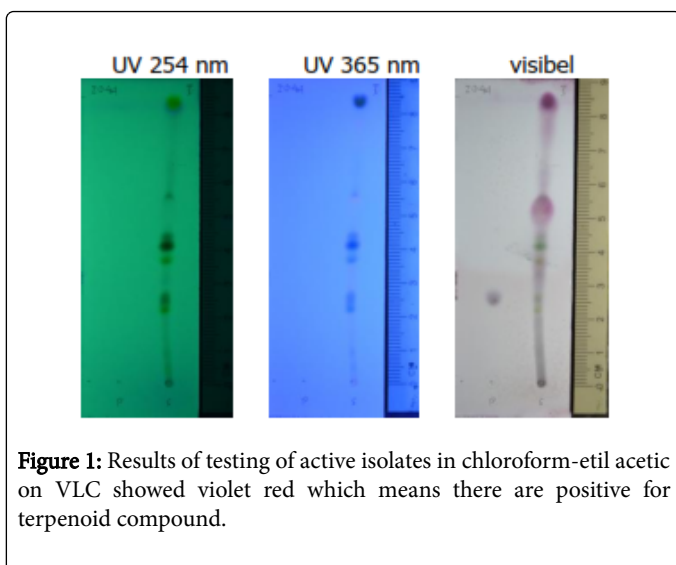 UV 254 nm UV 365 nm visibel
Figure 1: Results of testing of active isolates in chloroform-etil acetic
on VLC showed violet red which means there are positive for
terpenoid compound.